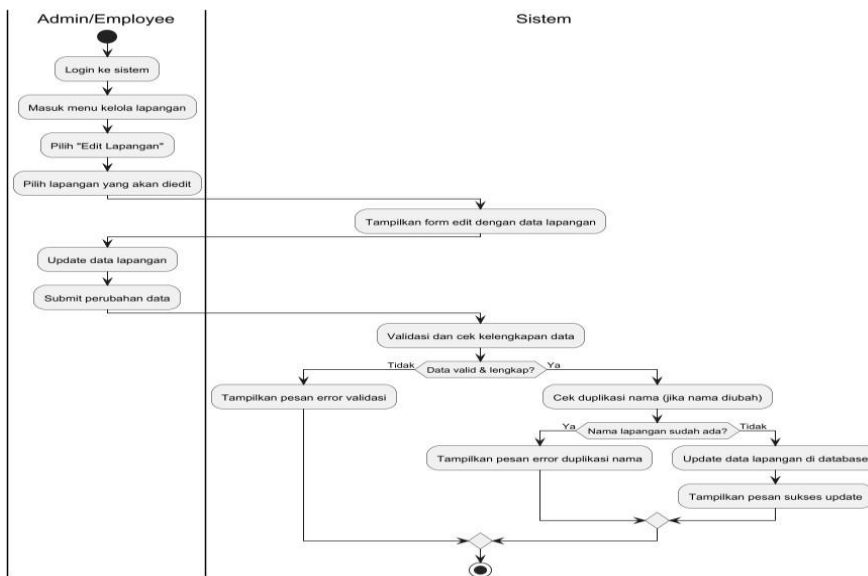 Admin/Employee
Sistem
Login ke sistem
Masuk menu kelola lapangan
Pilih "Edit Lapangan"
Pilih lapangan yang akan diedit
Tampilkan form edit dengan data lapangan
Update data lapangan
Submit perubahan data
Validasi dan cek kelengkapan data
Tidak
Data valid & lengkap?
Ya
Tampilkan pesan error validasi
Cek duplikasi nama (jika nama diubah)
Ya
Nama lapangan sudah ada?
Tidak
Tampilkan pesan error duplikasi nama
Update data lapangan di database
Tampilkan pesan sukses update